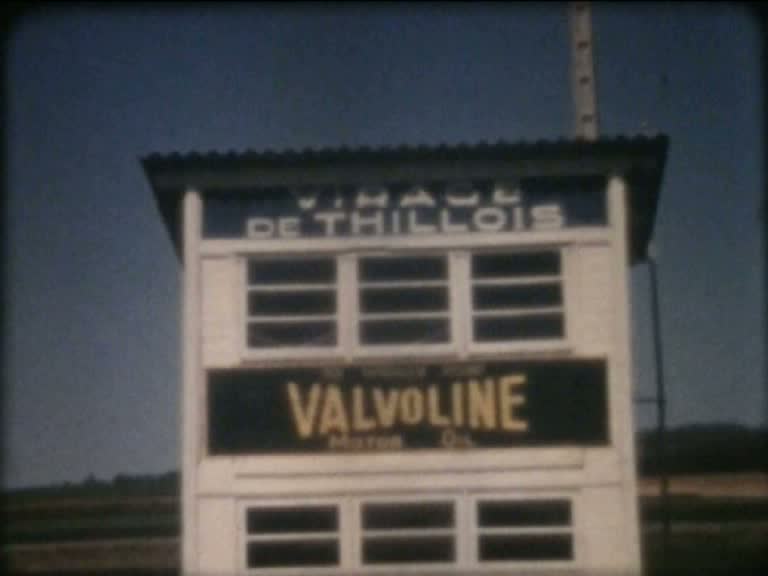 VIRAGE
DE THILLOIS
VALVOLINE
MOTOR OIL